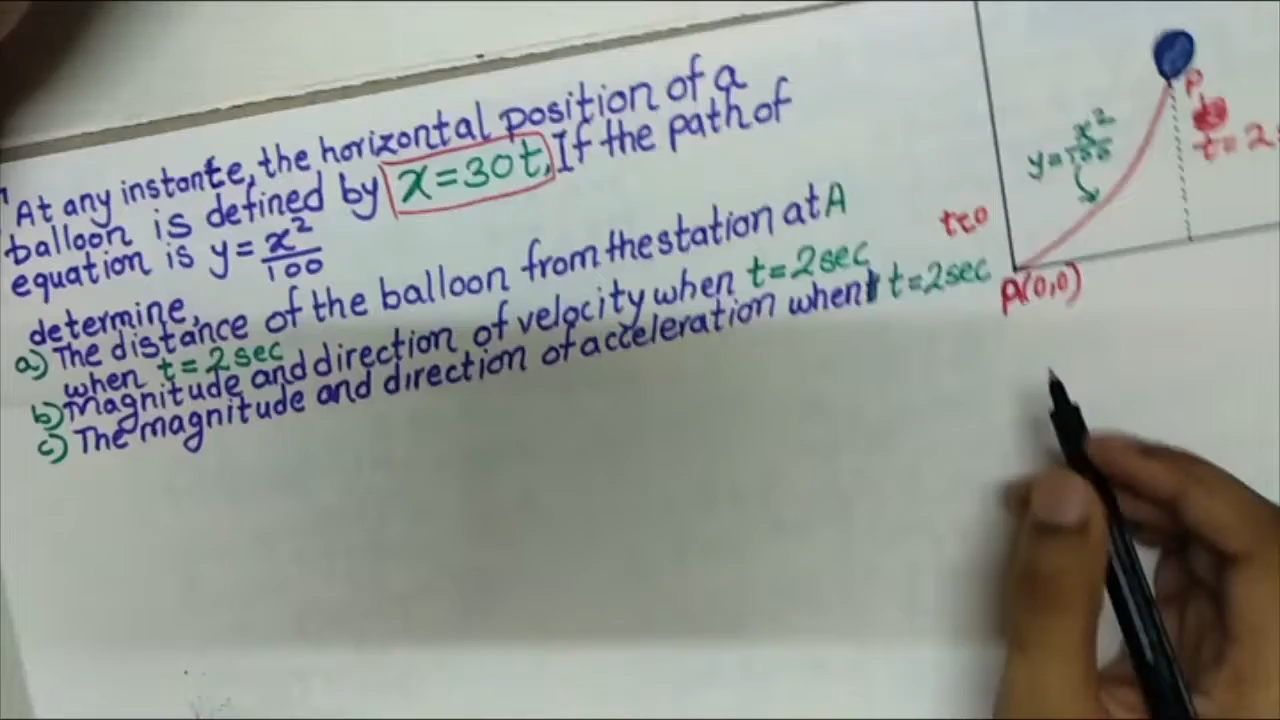 At any instante, the horizontal position of a
balloon is defined by x=30t, If the path of
equation is y=x²/100
determine,
a) The distance of the balloon from the station at A
when t=2sec
b) Magnitude and direction of velocity when t=2sec
c) The magnitude and direction of acceleration when t=2sec
P
t=2
y=x²/100
t=0
A(0,0)